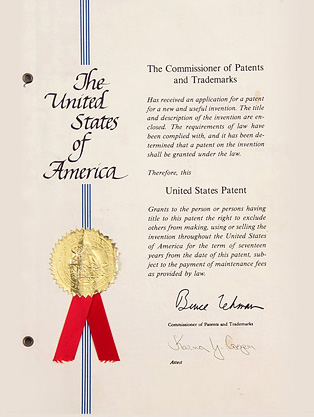 The
United
States
of
America
The Commissioner of Patents
and Trademarks
Has received an application for a patent
for a new and useful invention. The title
and description of the invention are en-
closed. The requirements of law have
been complied with, and it has been de-
termined that a patent on the invention
shall be granted under the law.
Therefore, this
United States Patent
Grants to the person or persons having
title to this patent the right to exclude
others from making, using or selling the
invention throughout the United States
of America for the term of seventeen
years from the date of this patent, sub-
ject to the payment of maintenance fees
as provided by law.
Bruce Lehman
Commissioner of Patents and Trademarks
Attest